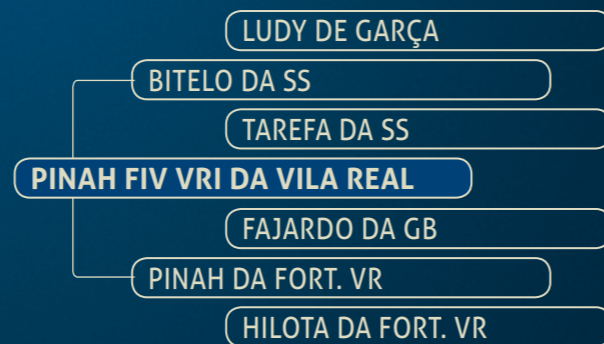 LUDY DE GARÇA
BITELO DA SS
TAREFA DA SS
PINAH FIV VRI DA VILA REAL
FAJARDO DA GB
PINAH DA FORT. VR
HILOTA DA FORT. VR